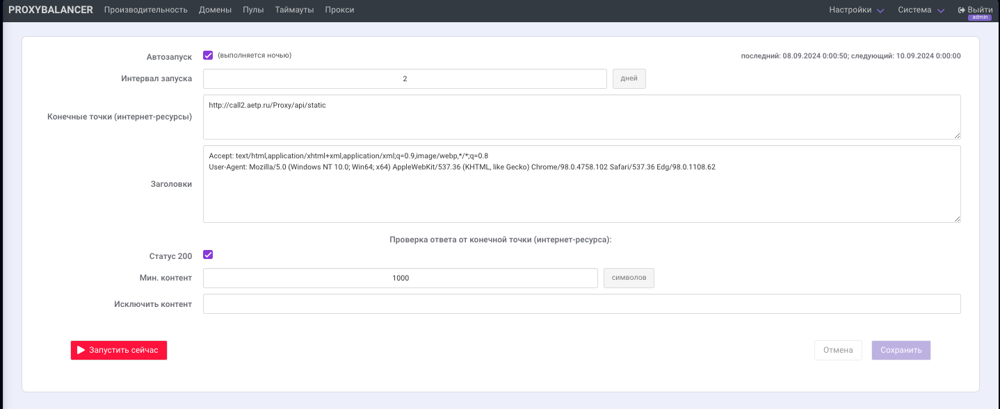 PROXYBALANCER Производительность Домены Пулы Таймауты Прокси Настройки Система Выйти
admin
Автозапуск (выполняется ночью) последний: 08.09.2024 0:00:50; следующий: 10.09.2024 0:00:00
Интервал запуска 2 дней
Конечные точки (интернет-ресурсы) http://call2.aetp.ru/Proxy/api/static
Заголовки Accept: text/html,application/xhtml+xml,application/xml;q=0.9,image/webp,*/*;q=0.8
User-Agent: Mozilla/5.0 (Windows NT 10.0; Win64; x64) AppleWebKit/537.36 (KHTML, like Gecko) Chrome/98.0.4758.102 Safari/537.36 Edg/98.0.1108.62
Проверка ответа от конечной точки (интернет-ресурса):
Статус 200
Мин. контент 1000 символов
Исключить контент
Запустить сейчас Отмена Сохранить